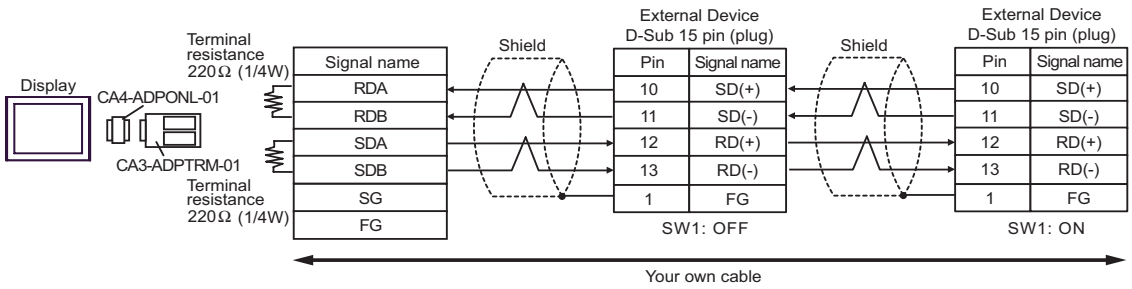 External Device
D-Sub 15 pin (plug)
External Device
D-Sub 15 pin (plug)
Terminal
resistance
220Ω (1/4W)
Shield
Shield
Display
CA4-ADPONL-01
CA3-ADPTRM-01
Terminal
resistance
220Ω (1/4W)
Signal name
RDA
RDB
SDA
SDB
SG
FG
Pin Signal name
10 SD(+)
11 SD(-)
12 RD(+)
13 RD(-)
1 FG
SW1: OFF
Pin Signal name
10 SD(+)
11 SD(-)
12 RD(+)
13 RD(-)
1 FG
SW1: ON
Your own cable